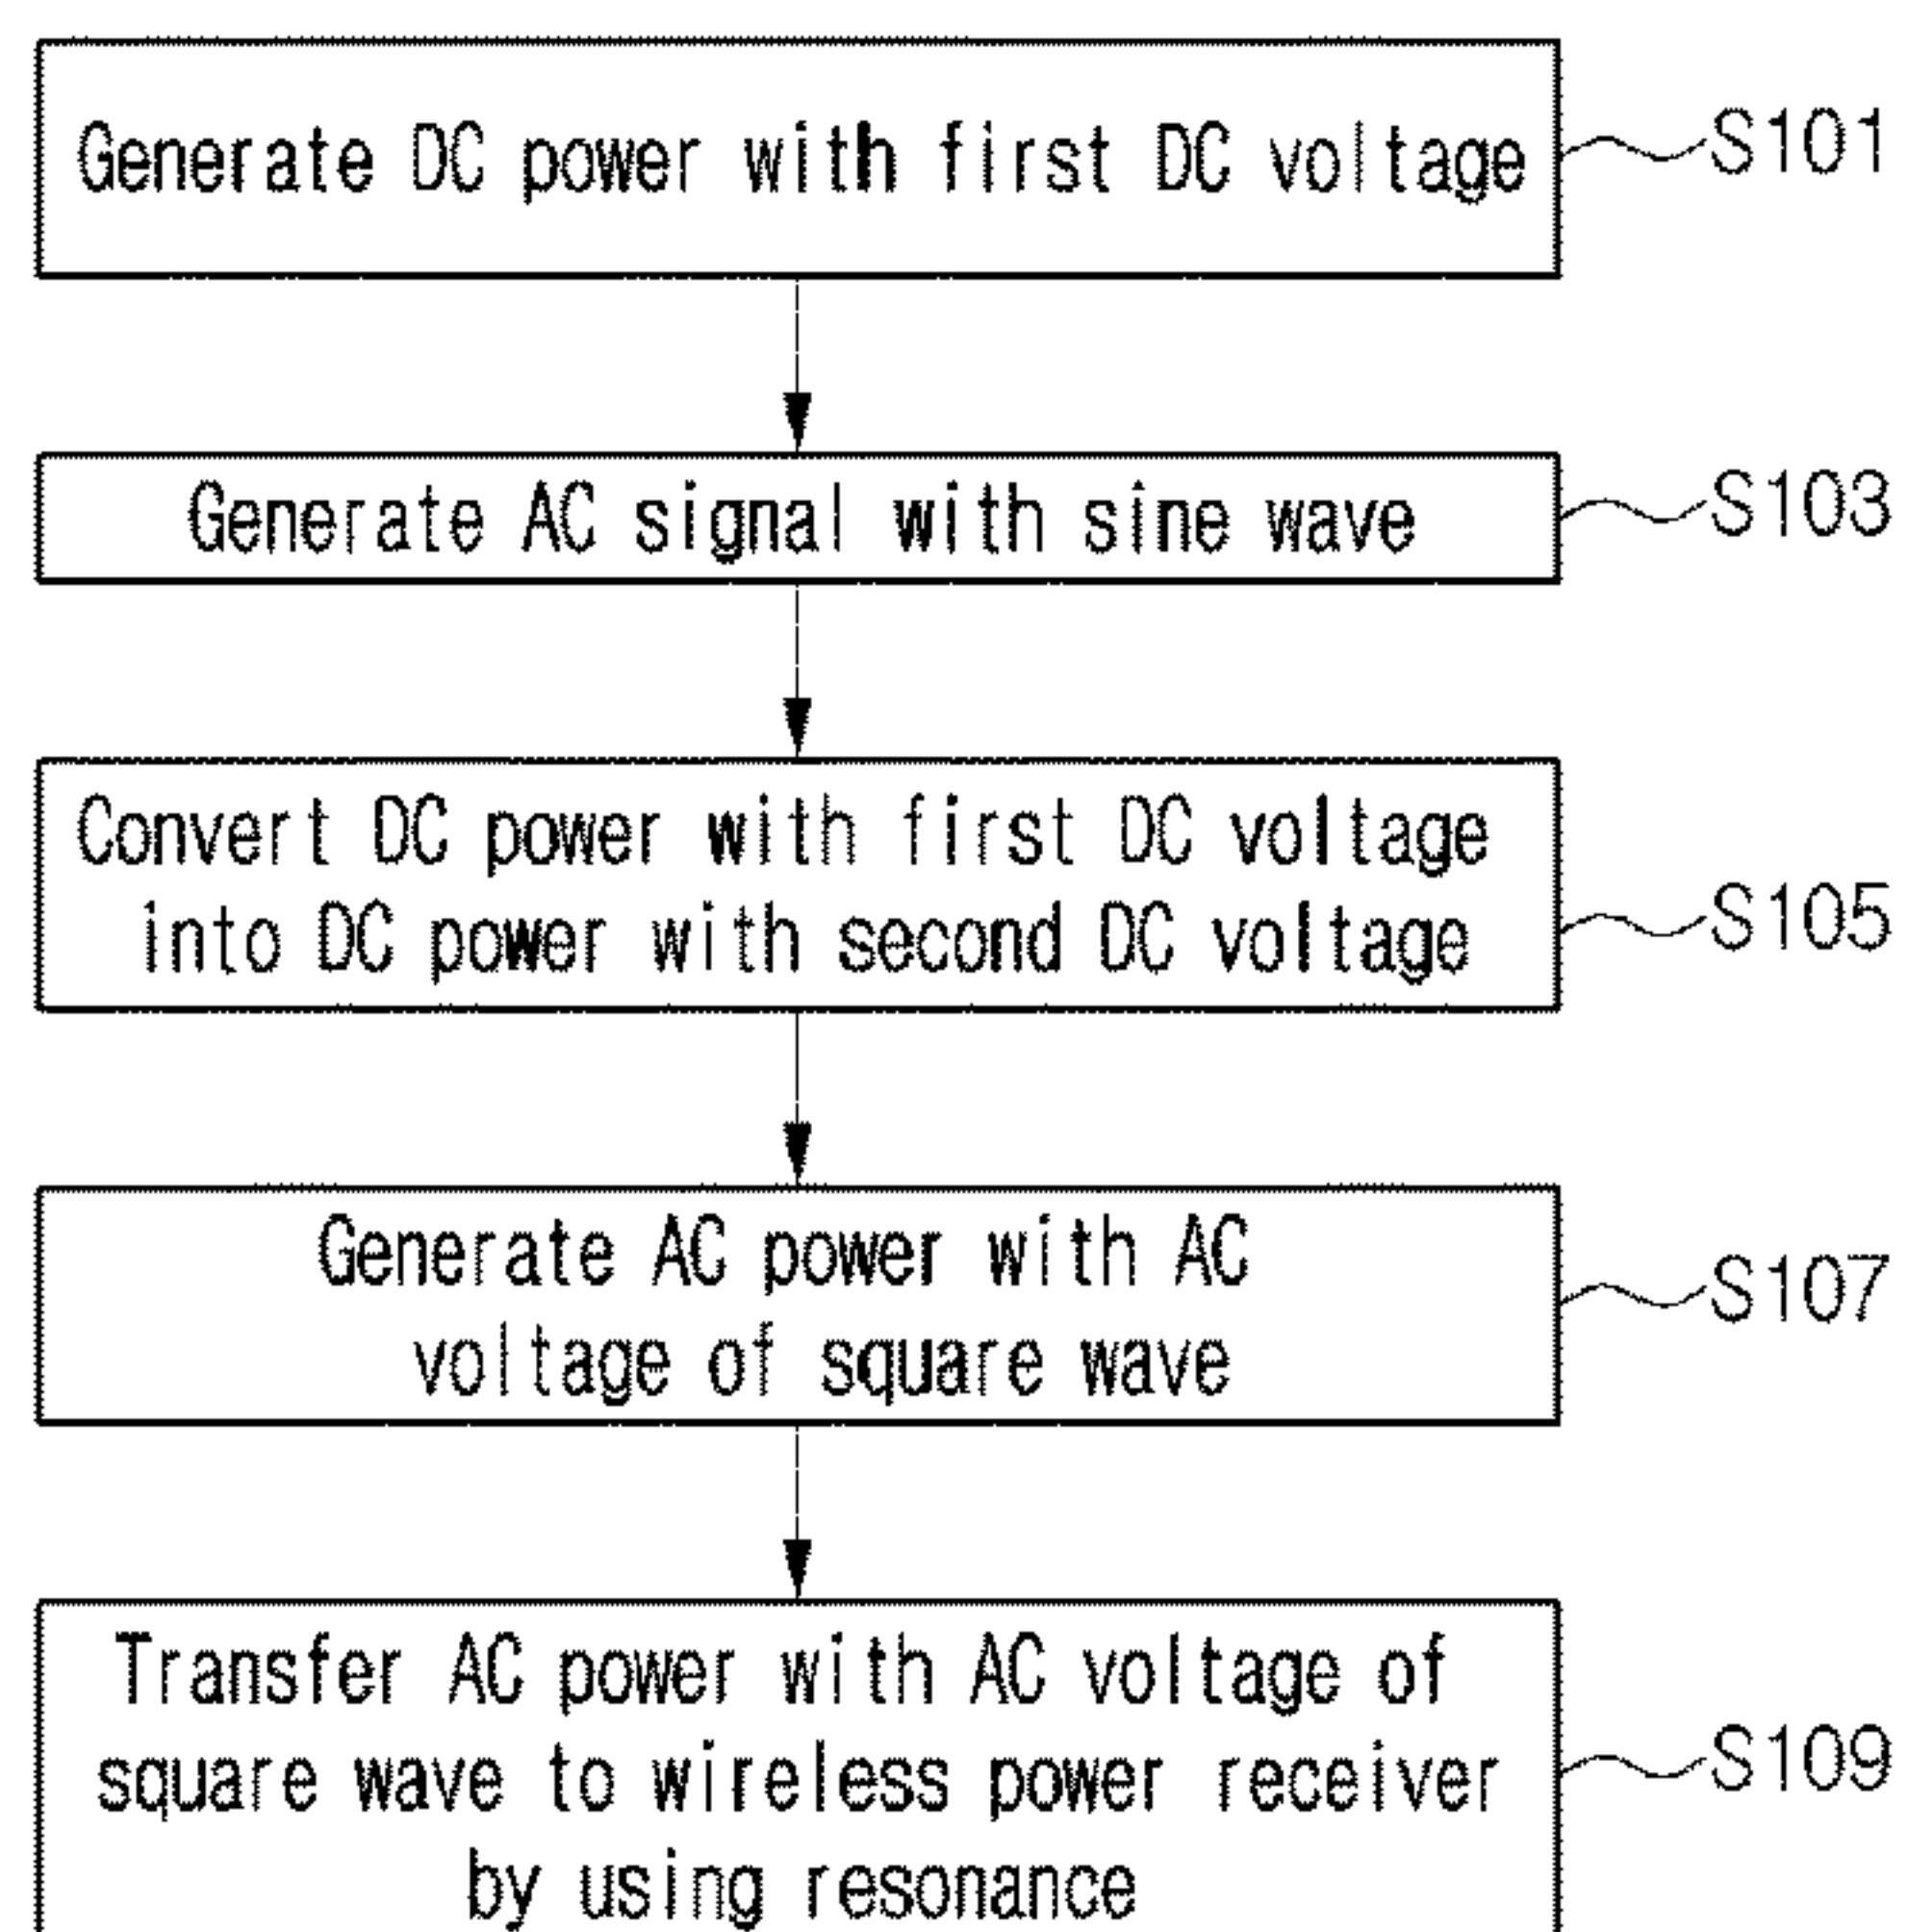 Generate DC power with first DC voltage
S101
Generate AC signal with sine wave
S103
Convert DC power with first DC voltage
into DC power with second DC voltage
S105
Generate AC power with AC
voltage of square wave
S107
Transfer AC power with AC voltage of
square wave to wireless power receiver
by using resonance
S109